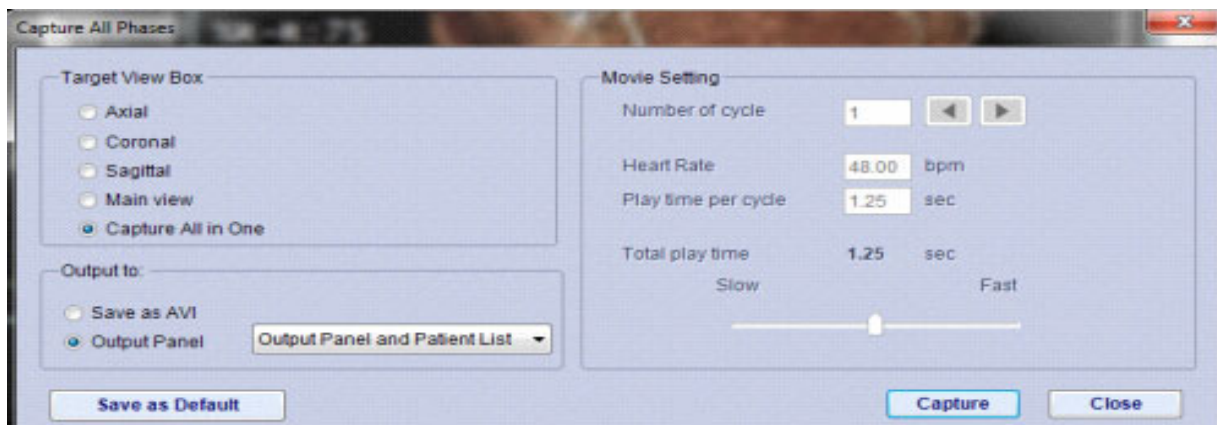 Capture All Phases
Target View Box
Axial
Coronal
Sagittal
Main view
Capture All in One
Output to:
Save as AVI
Output Panel
Output Panel and Patient List
Save as Default
Movie Setting
Number of cycle 1
Heart Rate 48.00 bpm
Play time per cycle 1.25 sec
Total play time 1.25 sec
Slow Fast
Capture Close